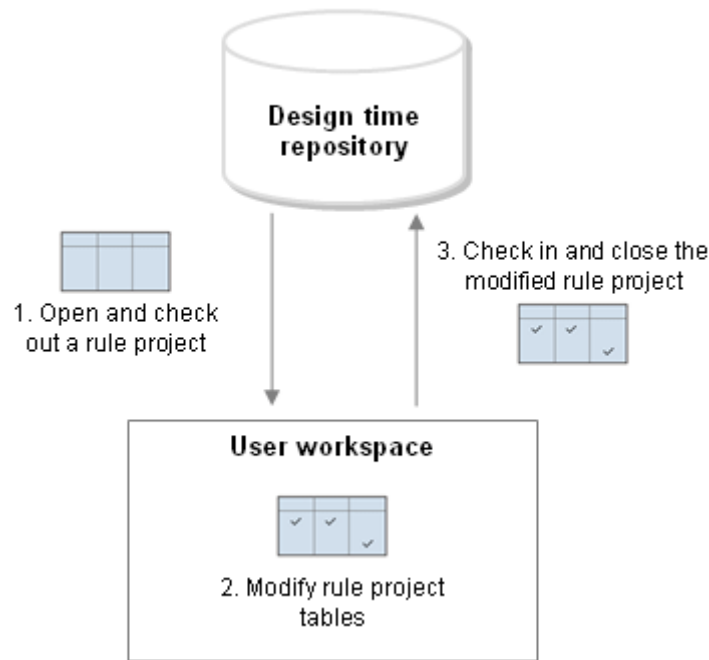 Design time
repository
1. Open and check
out a rule project
3. Check in and close the
modified rule project
User workspace
2. Modify rule project
tables